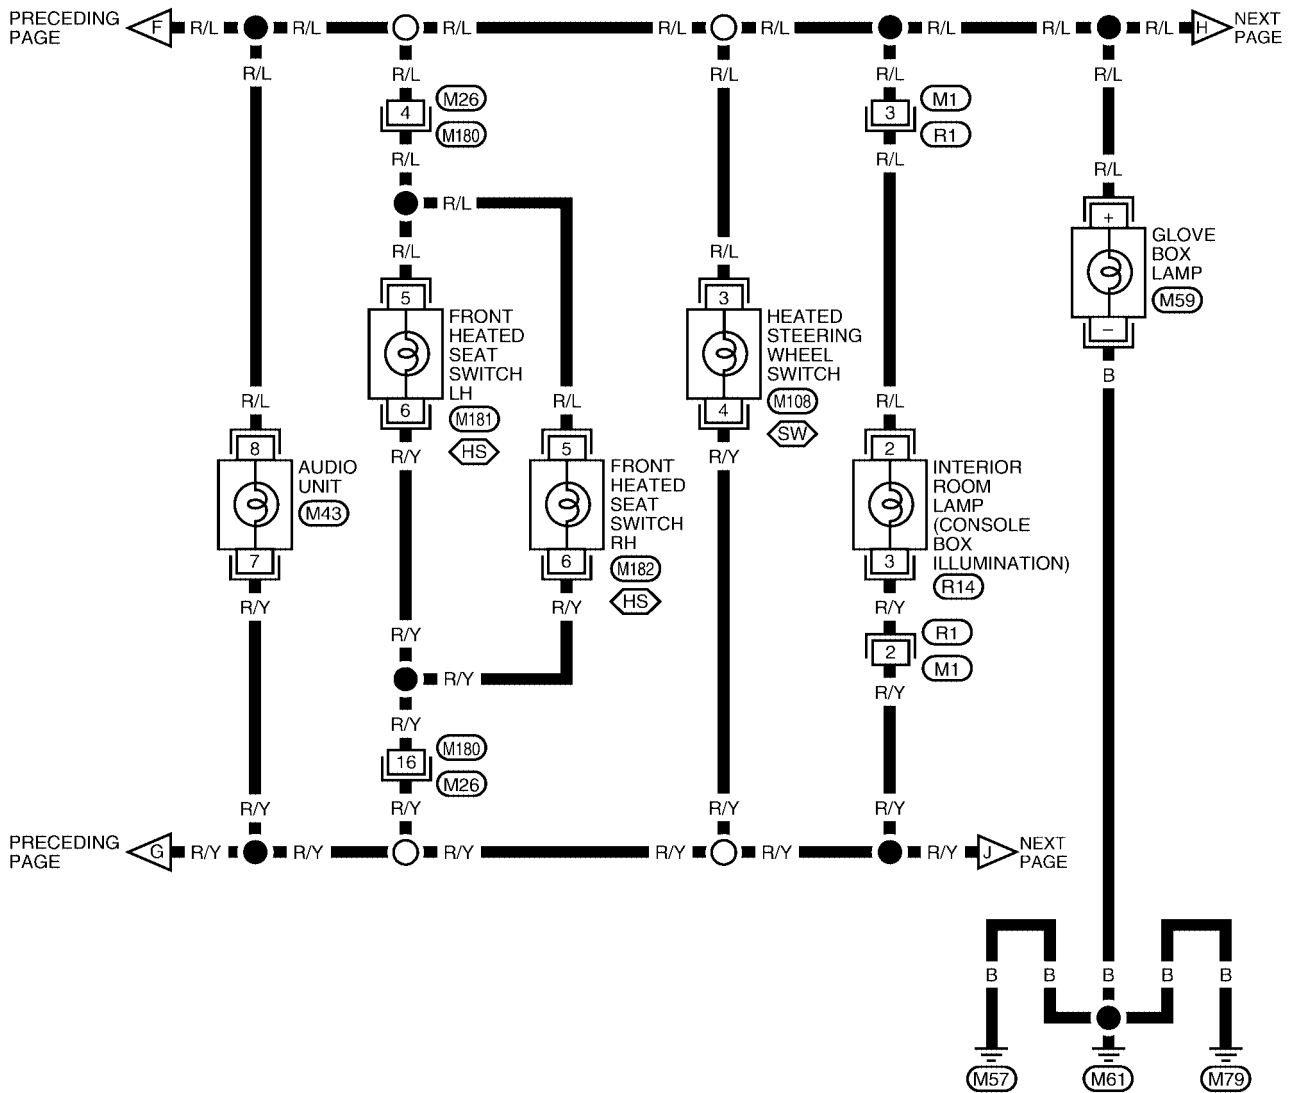 PRECEDING
PAGE
F
R/L
R/L
R/L
R/L
R/L
R/L
R/L
R/L
R/L
H
NEXT
PAGE
R/L
R/L
R/L
R/L
R/L
4
M26
M180
3
M1
R1
R/L
R/L
R/L
R/L
+
GLOVE
BOX
LAMP
M59
−
B
R/L
R/L
5
FRONT
HEATED
SEAT
SWITCH
LH
6
M181
HS
R/Y
3
HEATED
STEERING
WHEEL
SWITCH
4
M108
SW
R/Y
R/L
R/L
R/L
8
AUDIO
UNIT
M43
7
R/Y
5
FRONT
HEATED
SEAT
SWITCH
RH
6
M182
HS
R/Y
2
INTERIOR
ROOM
LAMP
(CONSOLE
BOX
ILLUMINATION)
3
R14
R/Y
R/Y
2
R1
M1
R/Y
R/Y
R/Y
16
M180
M26
R/Y
R/Y
R/Y
R/Y
PRECEDING
PAGE
G
R/Y
R/Y
R/Y
R/Y
R/Y
R/Y
J
NEXT
PAGE
B
B
B
B
B
M57
M61
M79